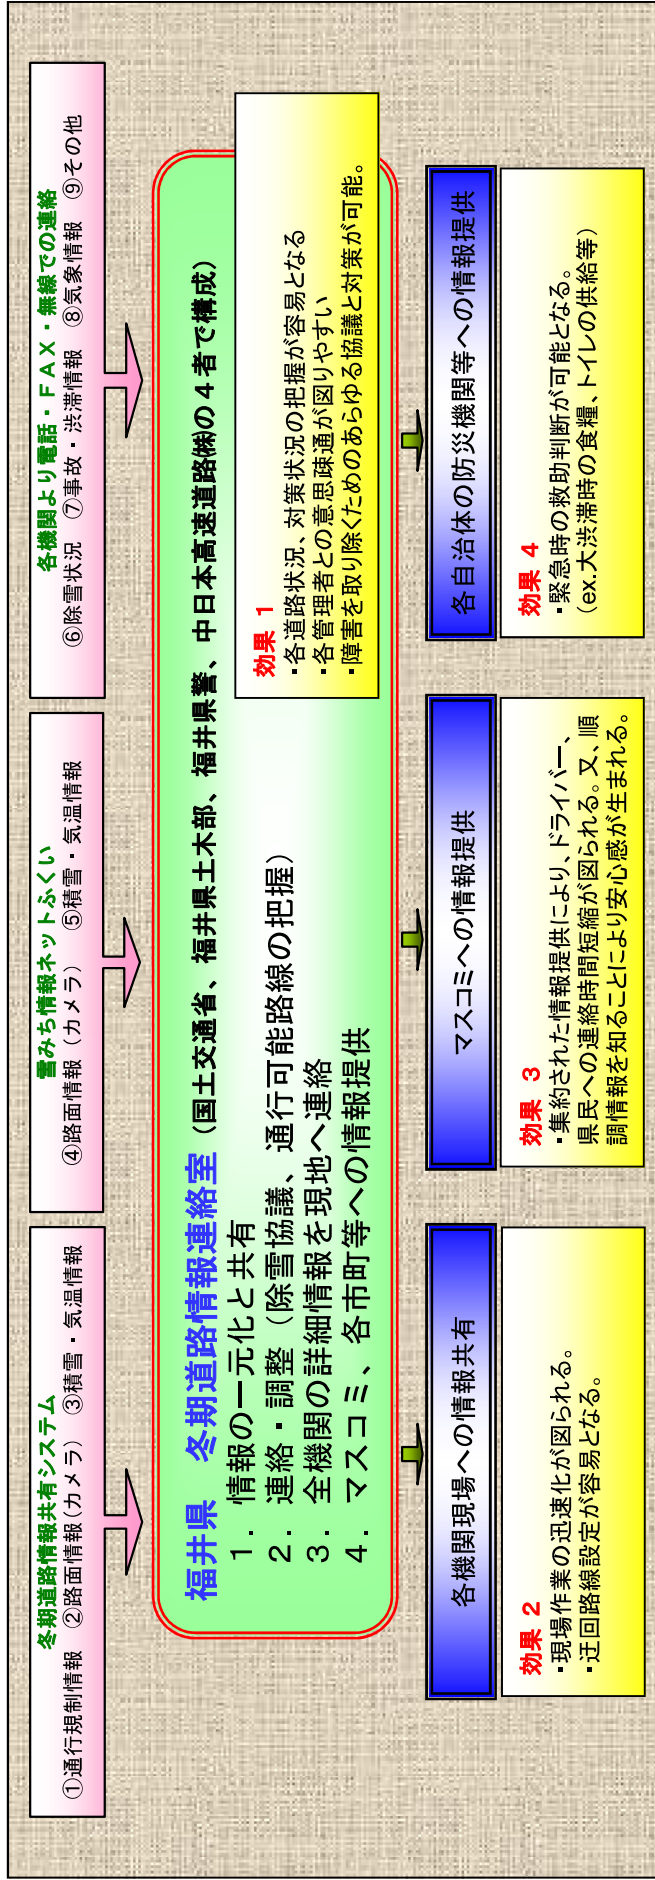 冬期道路情報共有システム
①通行規制情報　②路面情報(カメラ)　③積雪・気温情報
雪みち情報ネットふくい
④路面情報（カメラ）　⑤積雪・気温情報
各機関より電話・ＦＡＸ・無線での連絡
⑥除雪状況　⑦事故・渋滞情報　⑧気象情報　⑨その他
福井県　冬期道路情報連絡室（国土交通省、福井県土木部、福井県警、中日本高速道路㈱の４者で構成）
１．情報の一元化と共有
２．連絡・調整（除雪協議、通行可能路線の把握）
３．全機関の詳細情報を現地へ連絡
４．マスコミ、各市町等への情報提供
効果 1
・各道路状況、対策状況の把握が容易となる
・各管理者との意思疎通が図りやすい
・障害を取り除くためのあらゆる協議と対策が可能。
各機関現場への情報共有
効果 2
・現場作業の迅速化が図られる。
・迂回路線設定が容易となる。
マスコミへの情報提供
効果 3
・集約された情報提供により、ドライバー、
県民への連絡時間短縮が図られる。又、順
調情報を知ることにより安心感が生まれる。
各自治体の防災機関等への情報提供
効果 4
・緊急時の救助判断が可能となる。
（ex.大渋滞時の食糧、トイレの供給等）